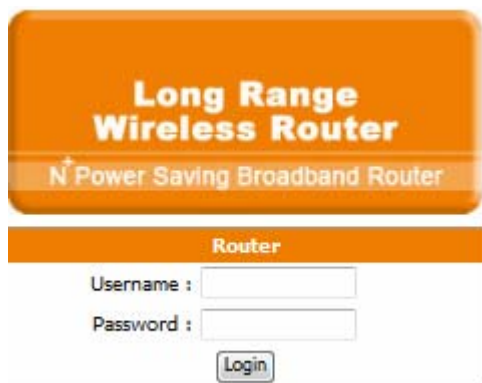 Long Range
Wireless Router
N+ Power Saving Broadband Router
Router
Username :
Password :
Login